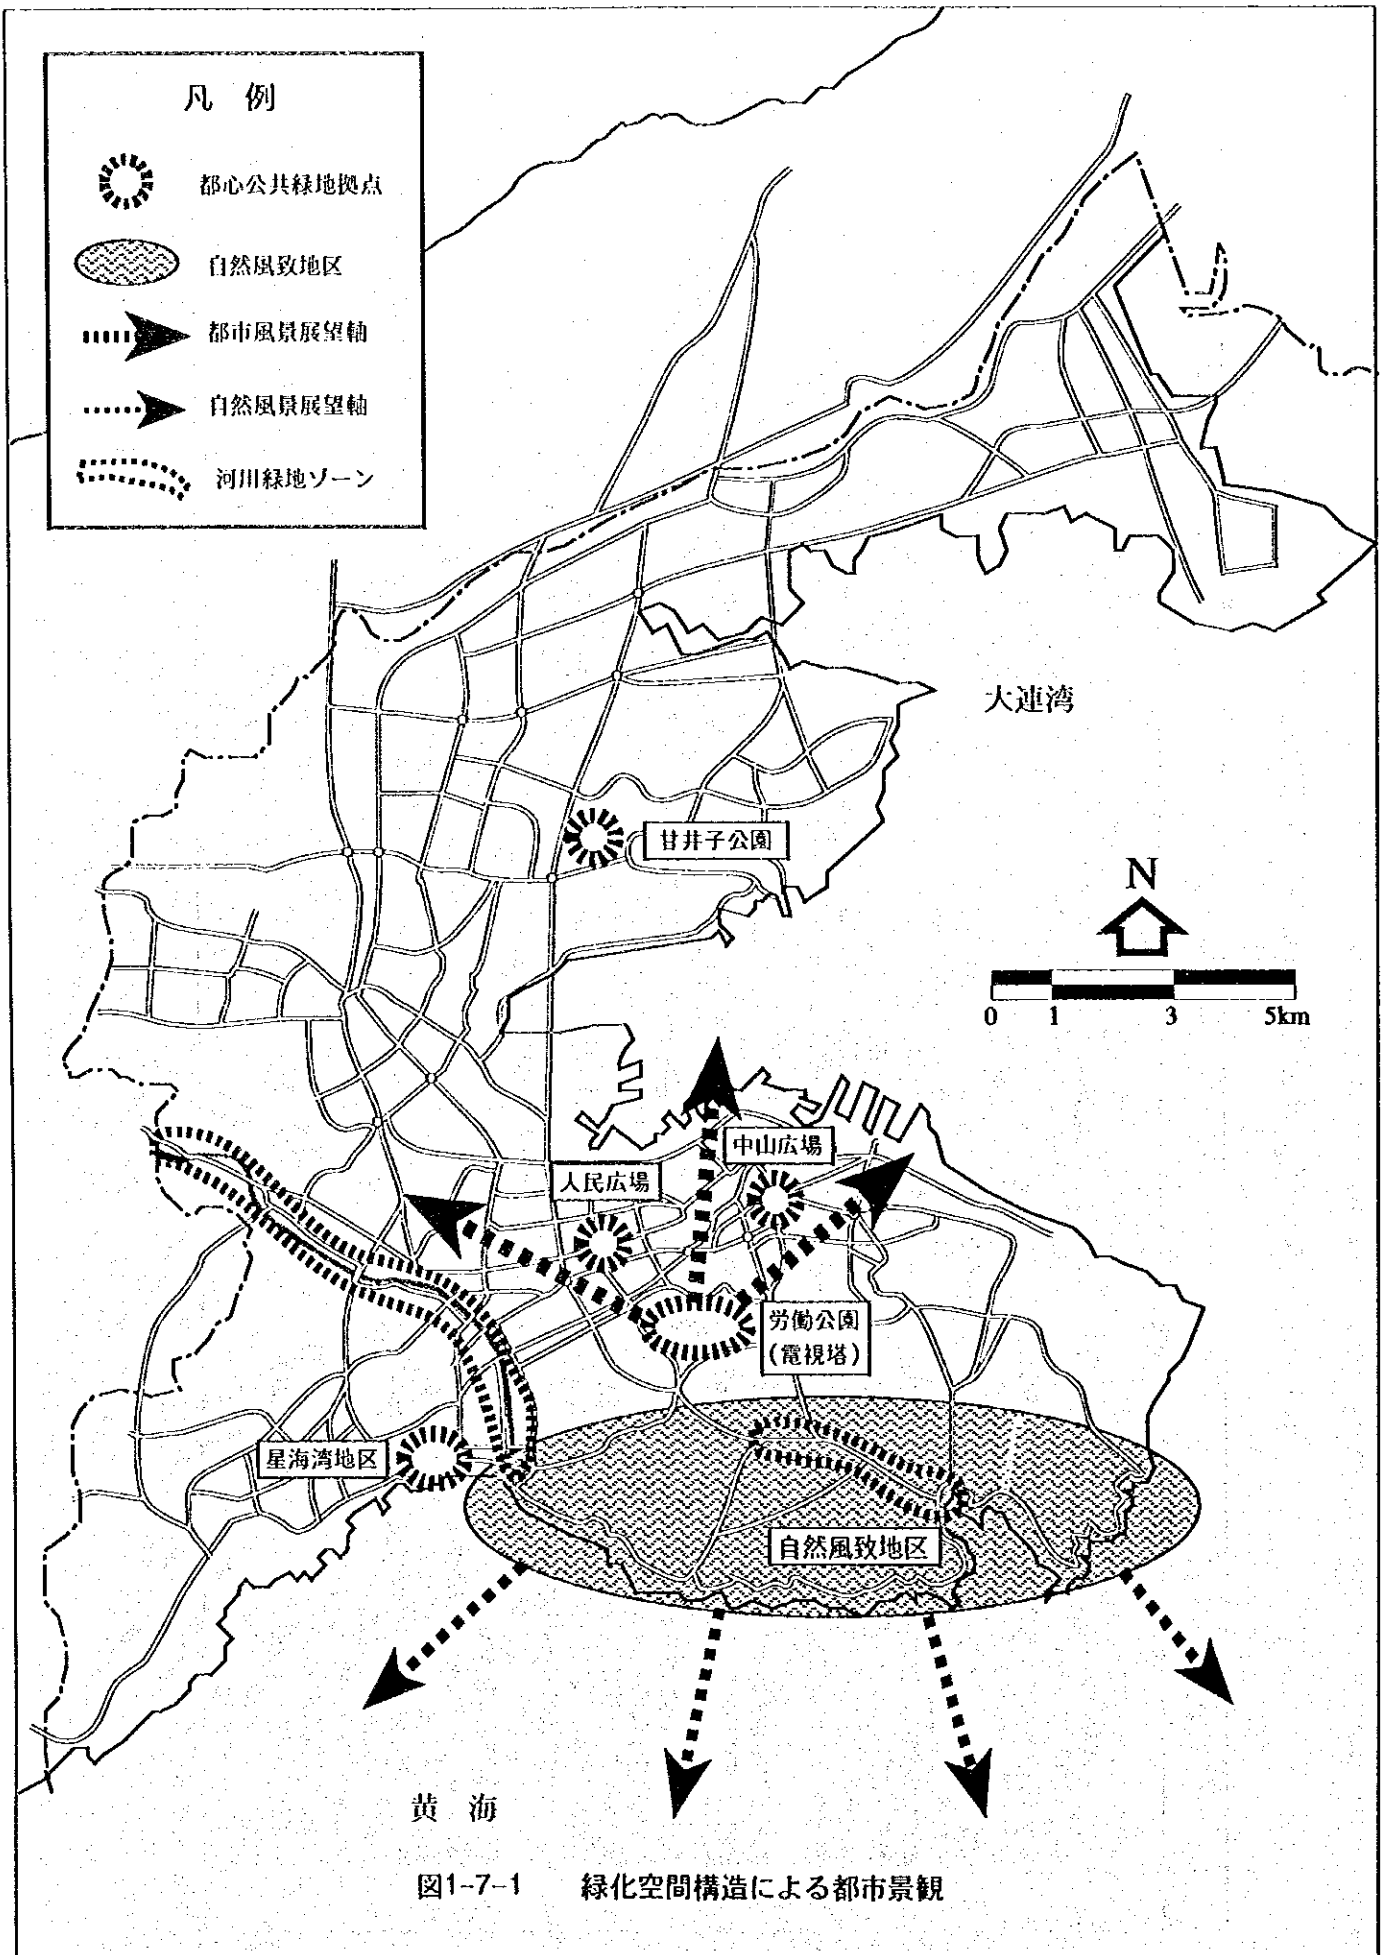 凡 例
都心公共緑地拠点
自然風致地区
都市風景展望軸
自然風景展望軸
河川緑地ゾーン
大連湾
甘井子公園
N
0 1 3 5km
中山広場
人民広場
労働公園
(電視塔)
星海湾地区
自然風致地区
黄 海
図1-7-1 緑化空間構造による都市景観